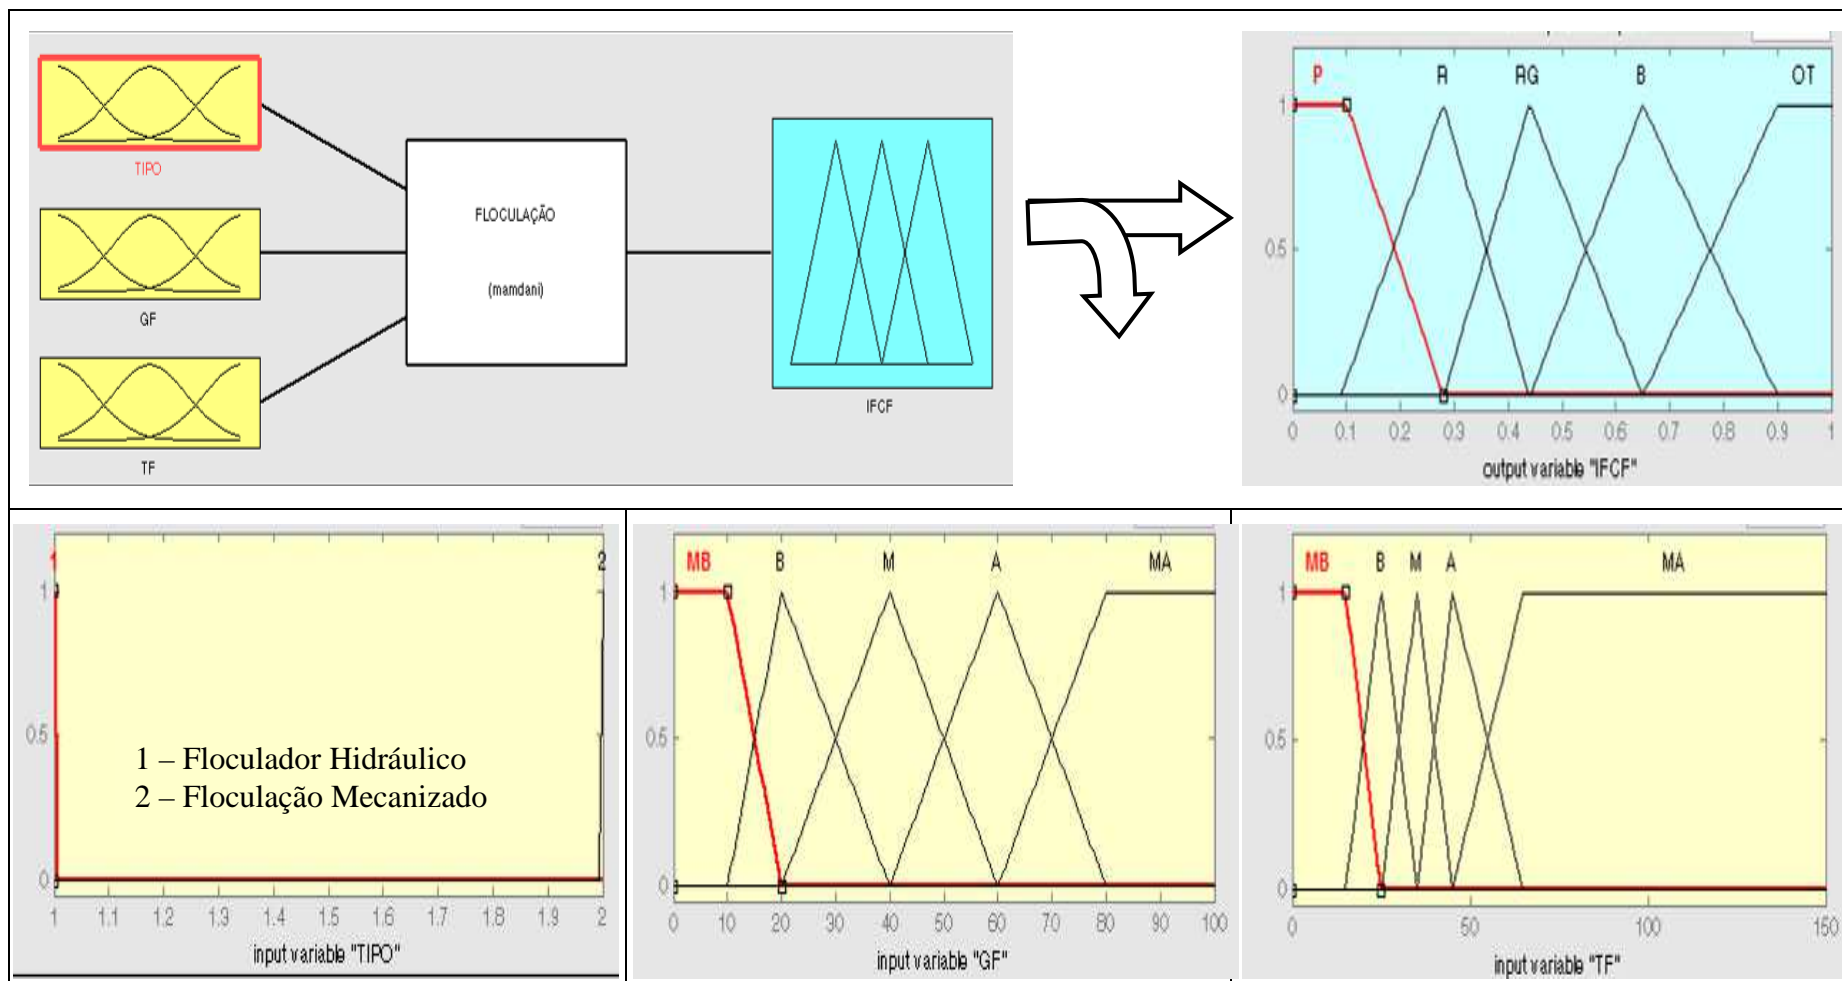 TIPO
GF
TF
FLOCULAÇÃO
(mamdani)
IFCF
P R RG B OT
1
0.5
0
0 0.1 0.2 0.3 0.4 0.5 0.6 0.7 0.8 0.9 1
output variable "IFCF"
1 2
1
0.5
0
1 – Floculador Hidráulico
2 – Floculação Mecanizado
1 1.1 1.2 1.3 1.4 1.5 1.6 1.7 1.8 1.9 2
input variable "TIPO"
MB B M A MA
1
0.5
0
0 10 20 30 40 50 60 70 80 90 100
input variable "GF"
MB B M A MA
1
0.5
0
0 50 100 150
input variable "TF"